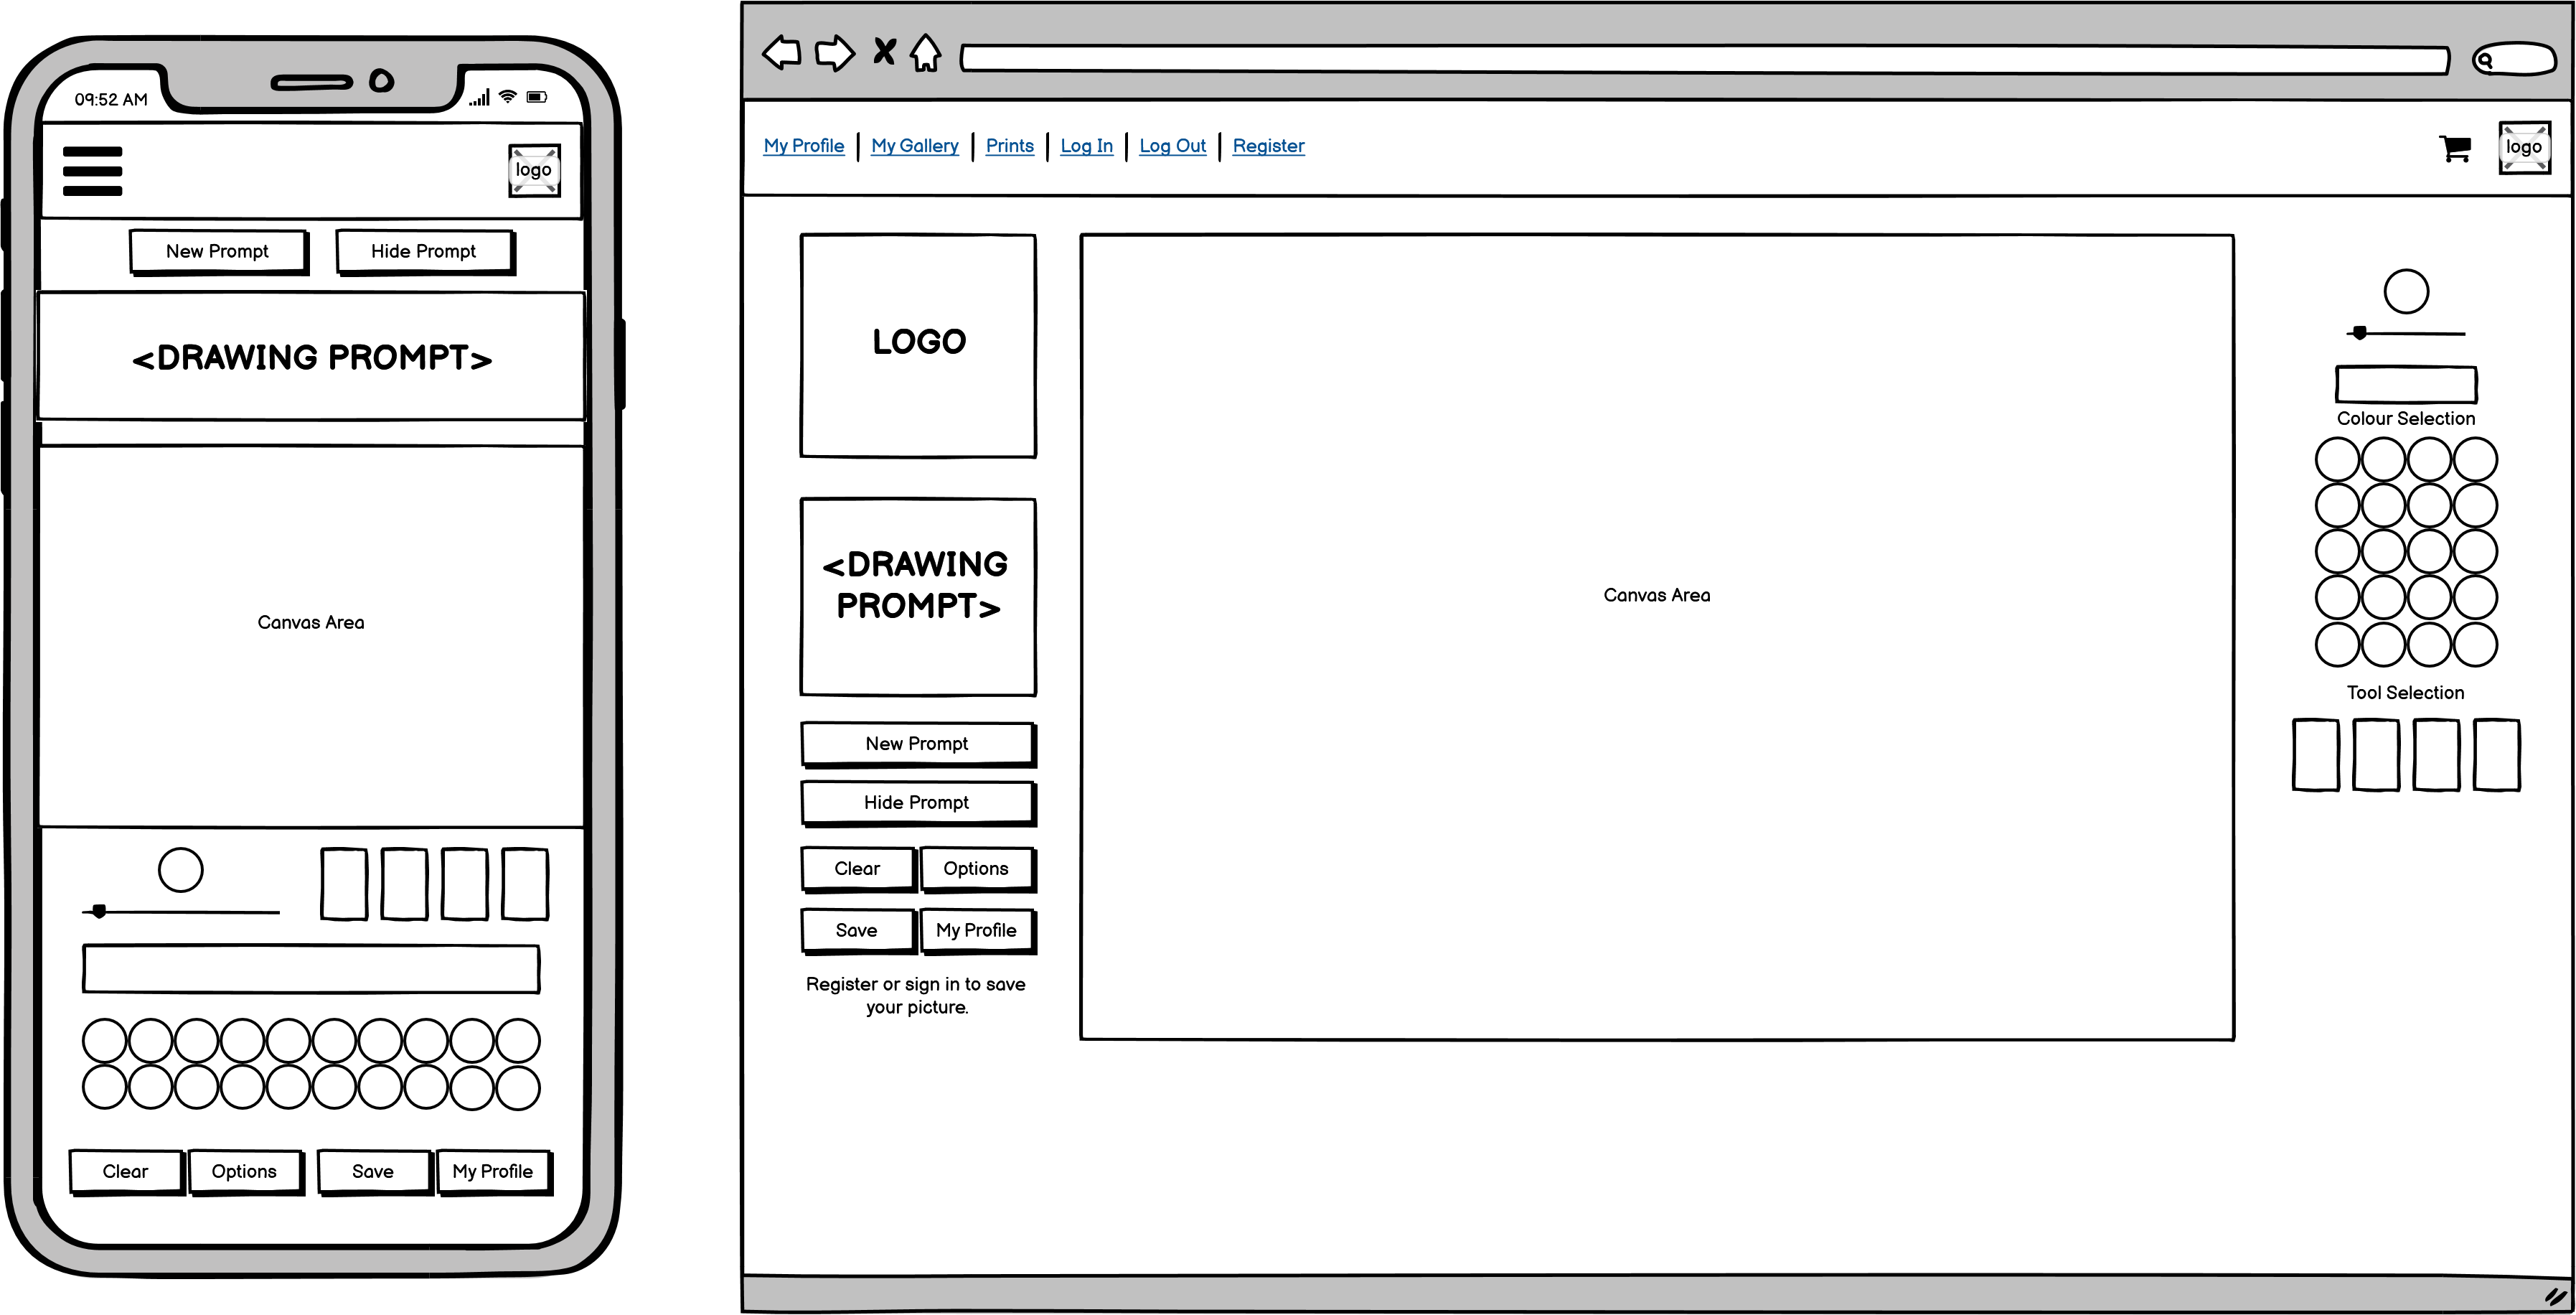 09:52 AM
logo
New Prompt
Hide Prompt
<DRAWING PROMPT>
Canvas Area
Clear
Options
Save
My Profile
My Profile
My Gallery
Prints
Log In
Log Out
Register
logo
LOGO
<DRAWING
PROMPT>
New Prompt
Hide Prompt
Clear
Options
Save
My Profile
Register or sign in to save
your picture.
Canvas Area
Colour Selection
Tool Selection